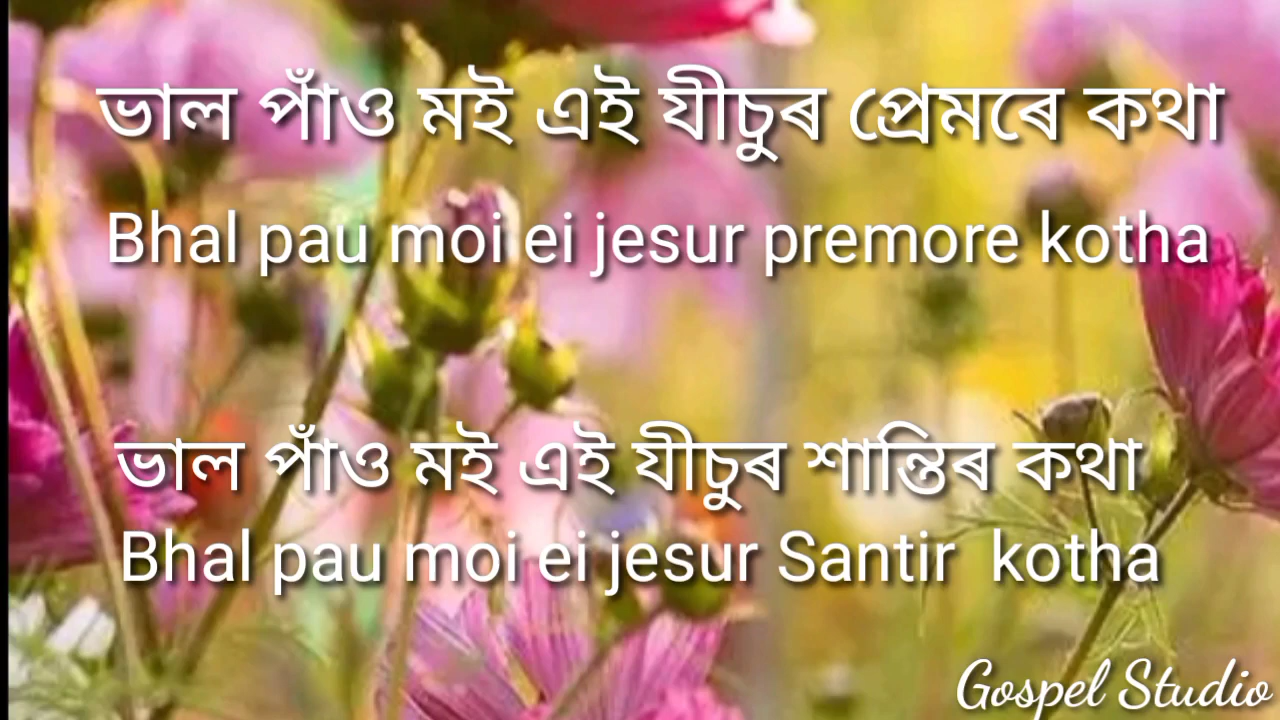 ভাল পাঁও মই এই যীচুৰ প্ৰেমৰে কথা
Bhal pau moi ei jesur premore kotha
ভাল পাঁও মই এই যীচুৰ শান্তিৰ কথা
Bhal pau moi ei jesur Santir kotha
Gospel Studio